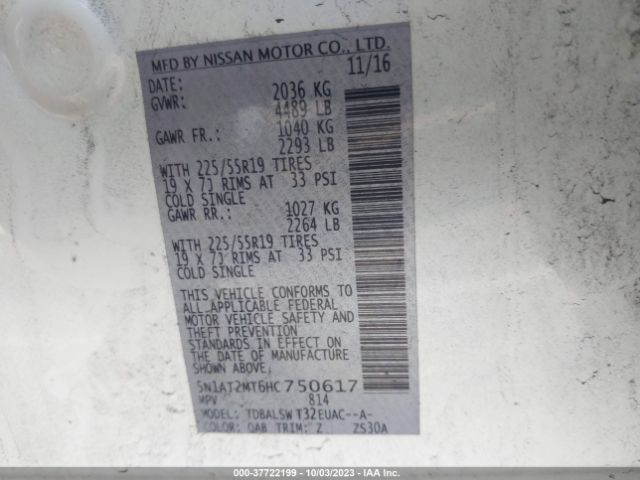 MFD BY NISSAN MOTOR CO., LTD.
DATE: 11/16
GVWR: 2036 KG
4489 LB
GAWR FR.: 1040 KG
2293 LB
WITH 225/55R19 TIRES
19 X 7J RIMS AT 33 PSI
COLD SINGLE
GAWR RR.: 1027 KG
2264 LB
WITH 225/55R19 TIRES
19 X 7J RIMS AT 33 PSI
COLD SINGLE
THIS VEHICLE CONFORMS TO
ALL APPLICABLE FEDERAL
MOTOR VEHICLE SAFETY AND
THEFT PREVENTION
STANDARDS IN EFFECT ON
THE DATE OF MANUFACTURE
SHOWN ABOVE.
5N1AT2MT6HC750617
MPV 814
MODEL: TDBALSW T32EUAC--A-
COLOR: QAB TRIM: Z ZS30A
000-37722199 - 10/03/2023 - IAA Inc.